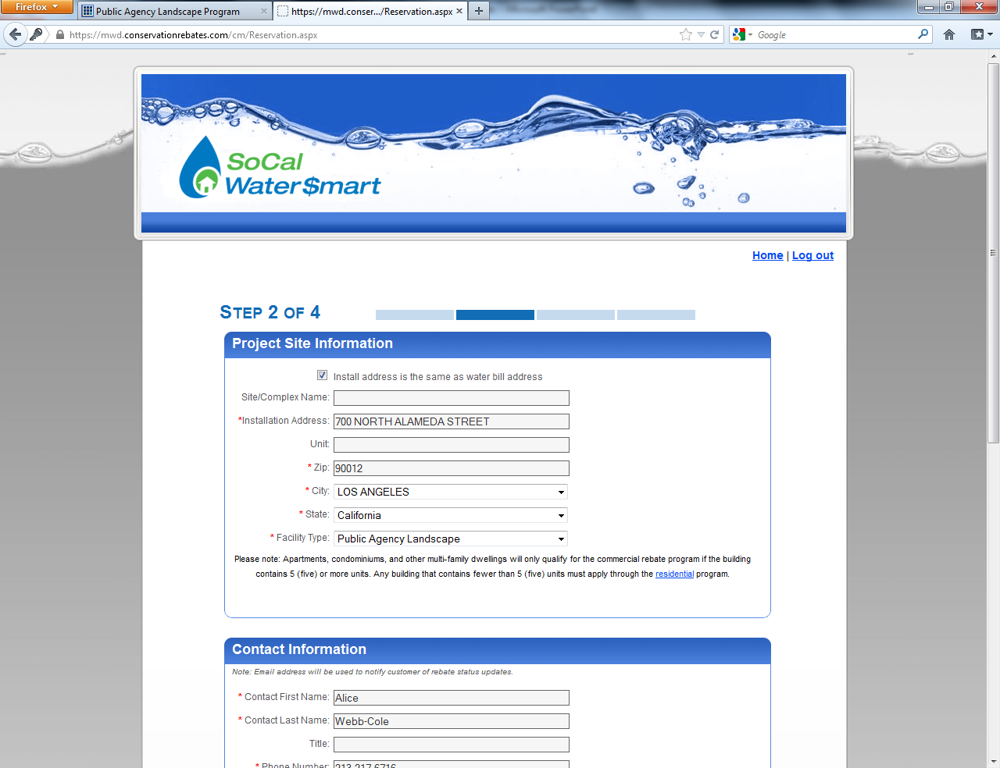 Firefox
Public Agency Landscape Program
https://mwd.conser.../Reservation.aspx
https://mwd.conservationrebates.com/cm/Reservation.aspx
Google
SoCal
Water$mart
Home | Log out
STEP 2 OF 4
Project Site Information
Install address is the same as water bill address
Site/Complex Name:
*Installation Address: 700 NORTH ALAMEDA STREET
Unit:
* Zip: 90012
* City: LOS ANGELES
* State: California
* Facility Type: Public Agency Landscape
Please note: Apartments, condominiums, and other multi-family dwellings will only qualify for the commercial rebate program if the building
contains 5 (five) or more units. Any building that contains fewer than 5 (five) units must apply through the residential program.
Contact Information
Note: Email address will be used to notify customer of rebate status updates.
* Contact First Name: Alice
* Contact Last Name: Webb-Cole
Title:
* Phone Number: 213-217-6716